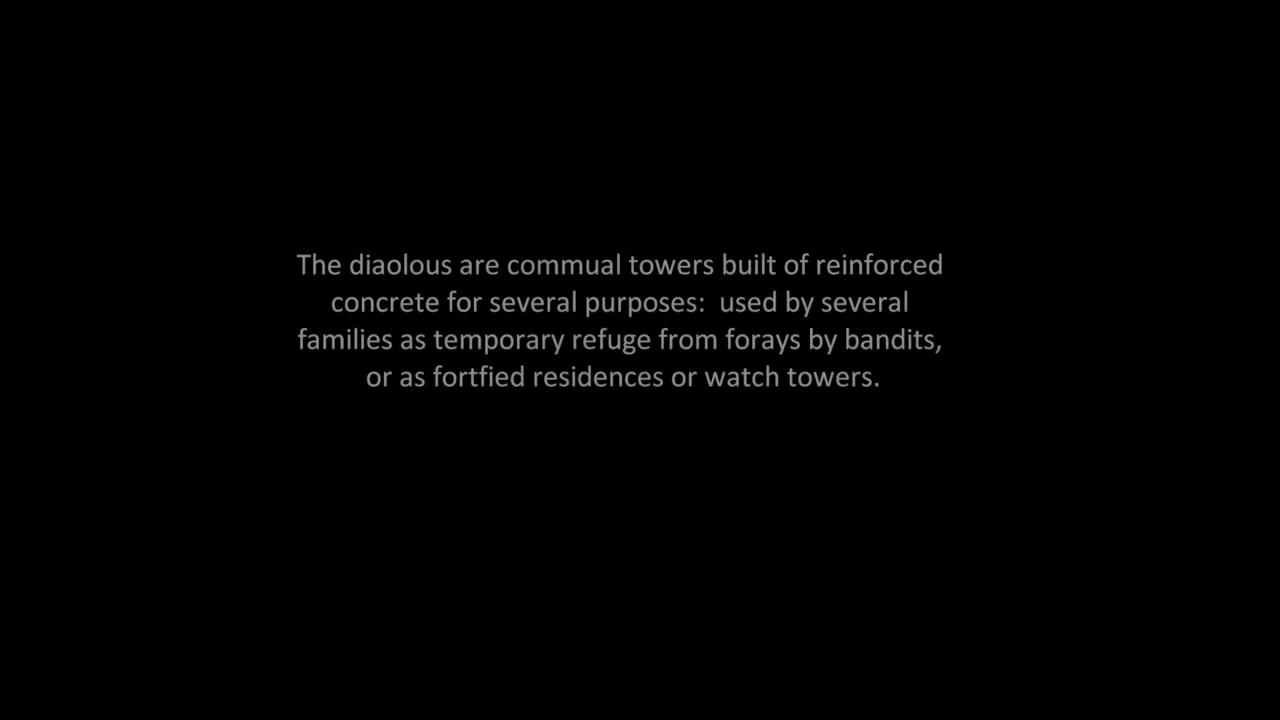 The diaolous are commual towers built of reinforced
concrete for several purposes:  used by several
families as temporary refuge from forays by bandits,
or as fortfied residences or watch towers.